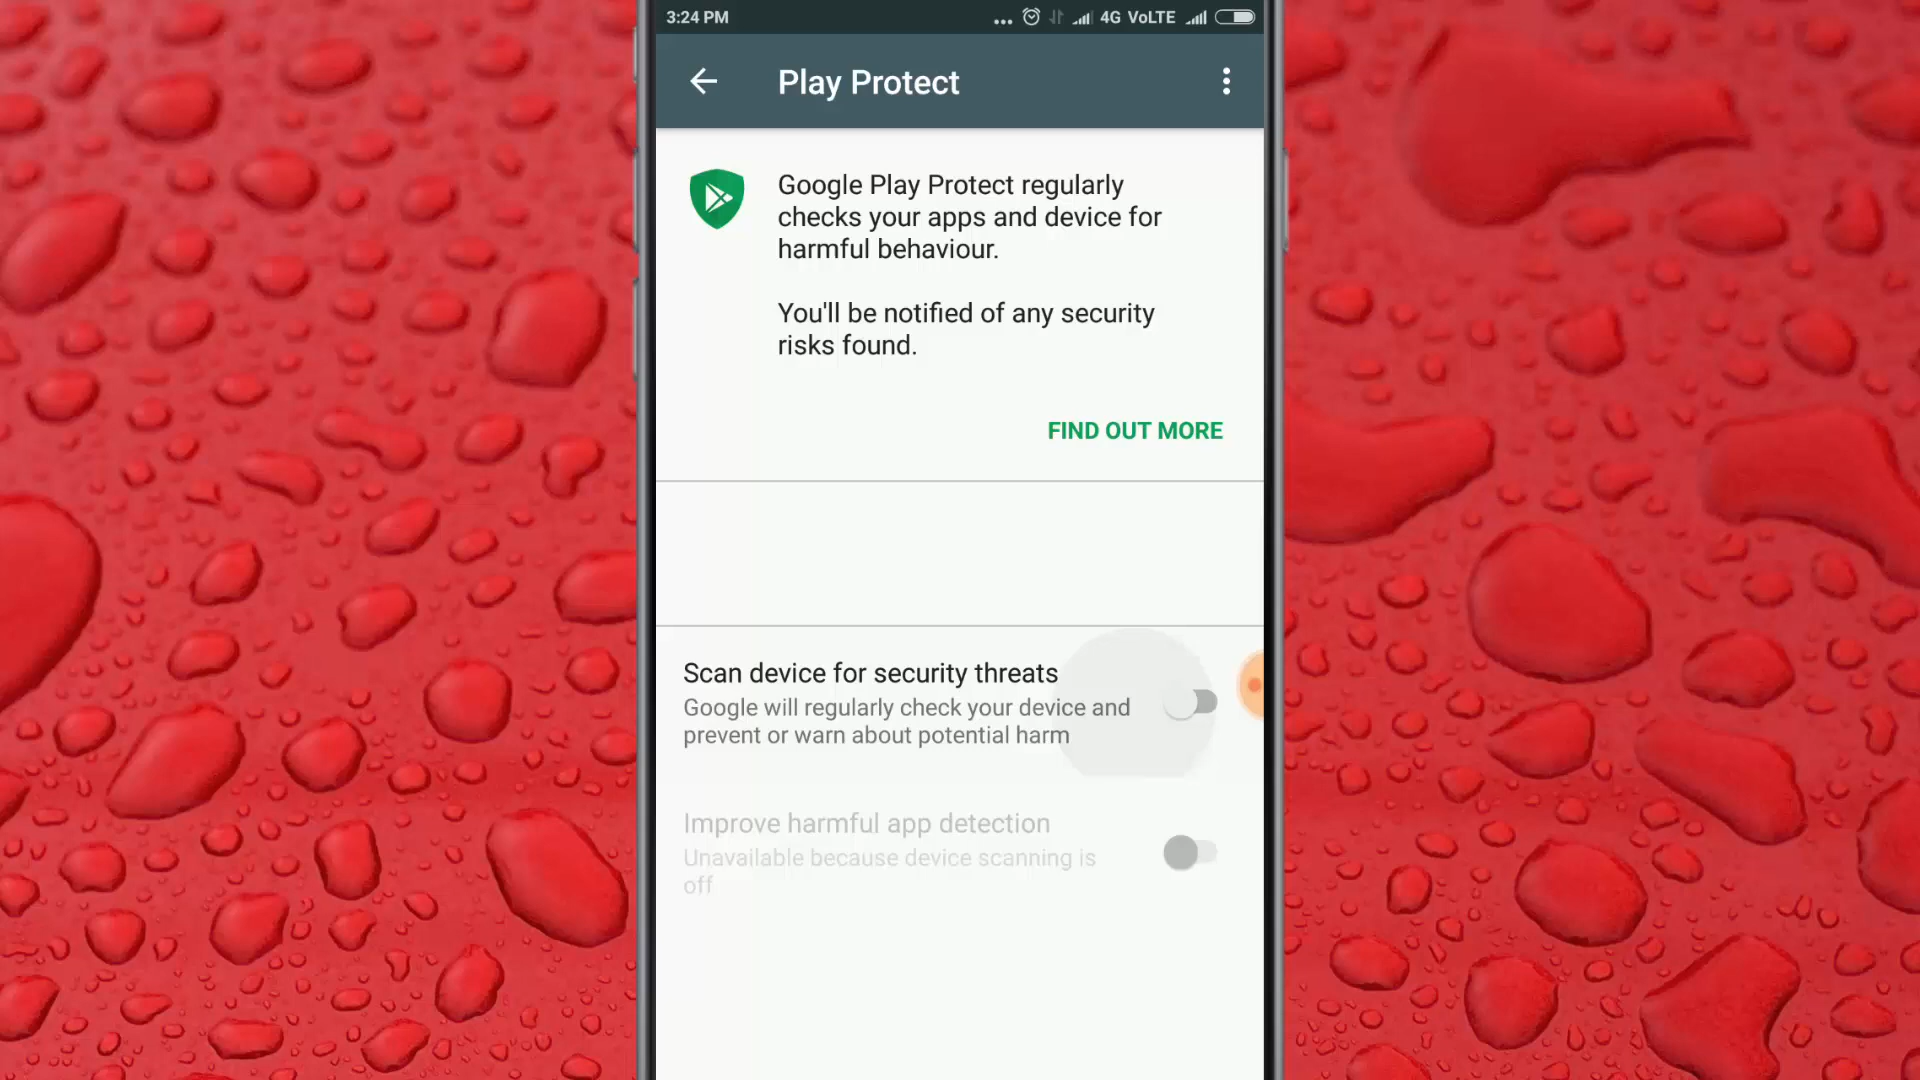 3:24 PM
4G VoLTE
Play Protect
Google Play Protect regularly
checks your apps and device for
harmful behaviour.
You'll be notified of any security
risks found.
FIND OUT MORE
Scan device for security threats
Google will regularly check your device and
prevent or warn about potential harm
Improve harmful app detection
Unavailable because device scanning is
off